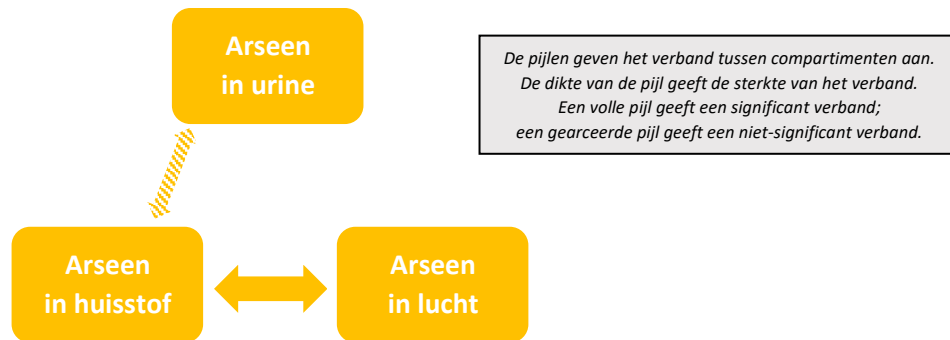 Arseen
in urine
De pijlen geven het verband tussen compartimenten aan.
De dikte van de pijl geeft de sterkte van het verband.
Een volle pijl geeft een significant verband;
een gearceerde pijl geeft een niet-significant verband.
Arseen
in huisstof
Arseen
in lucht